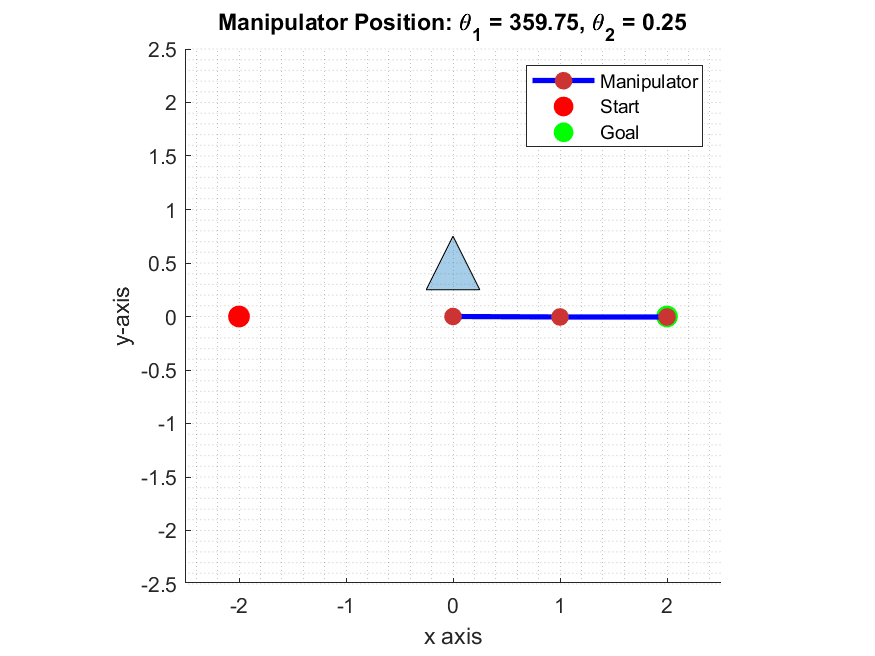 Manipulator Position: θ1 = 359.75, θ2 = 0.25
Manipulator
Start
Goal
2.5
2
1.5
1
0.5
0
-0.5
-1
-1.5
-2
-2.5
y-axis
-2 -1 0 1 2
x axis